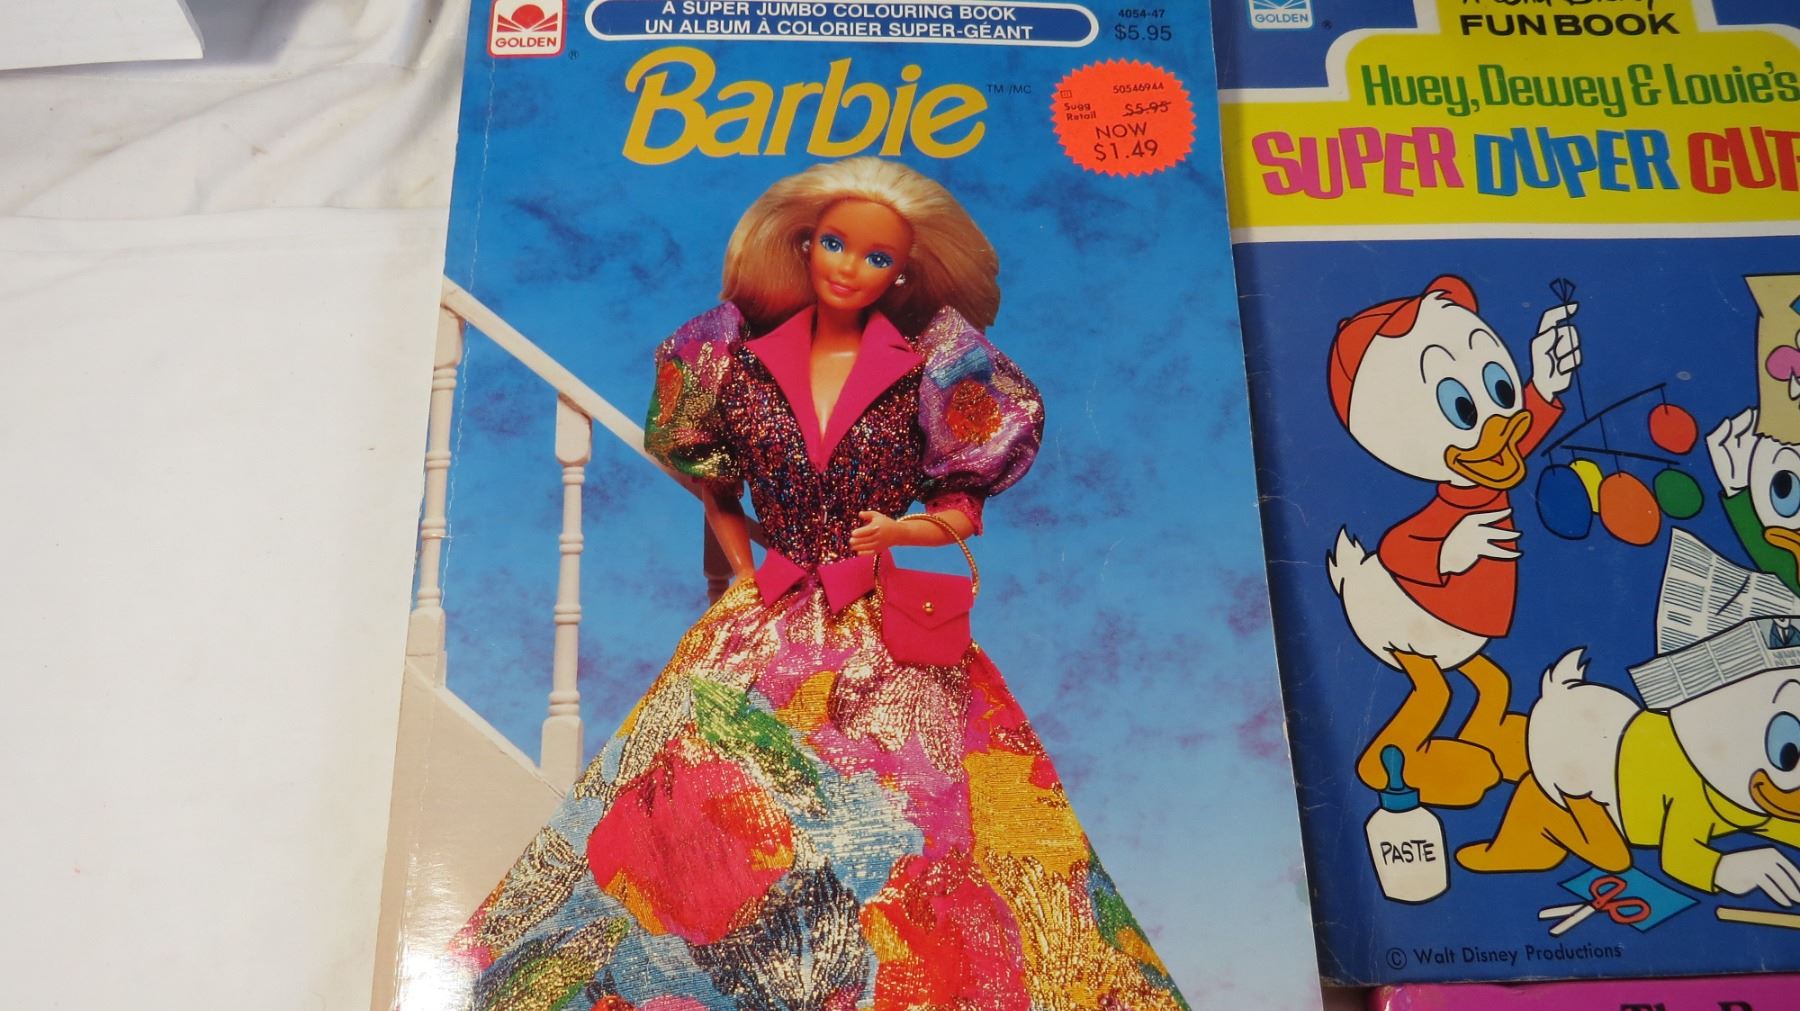 GOLDEN
®
A SUPER JUMBO COLOURING BOOK
UN ALBUM À COLORIER SUPER-GÉANT
4054-47
$5.95
Barbie
TM/MC
50546944
Sugg
Retail
$5.95
NOW
$1.49
GOLDEN
®
FUN BOOK
Huey, Dewey & Louie's
SUPER DUPER
PASTE
© Walt Disney Productions